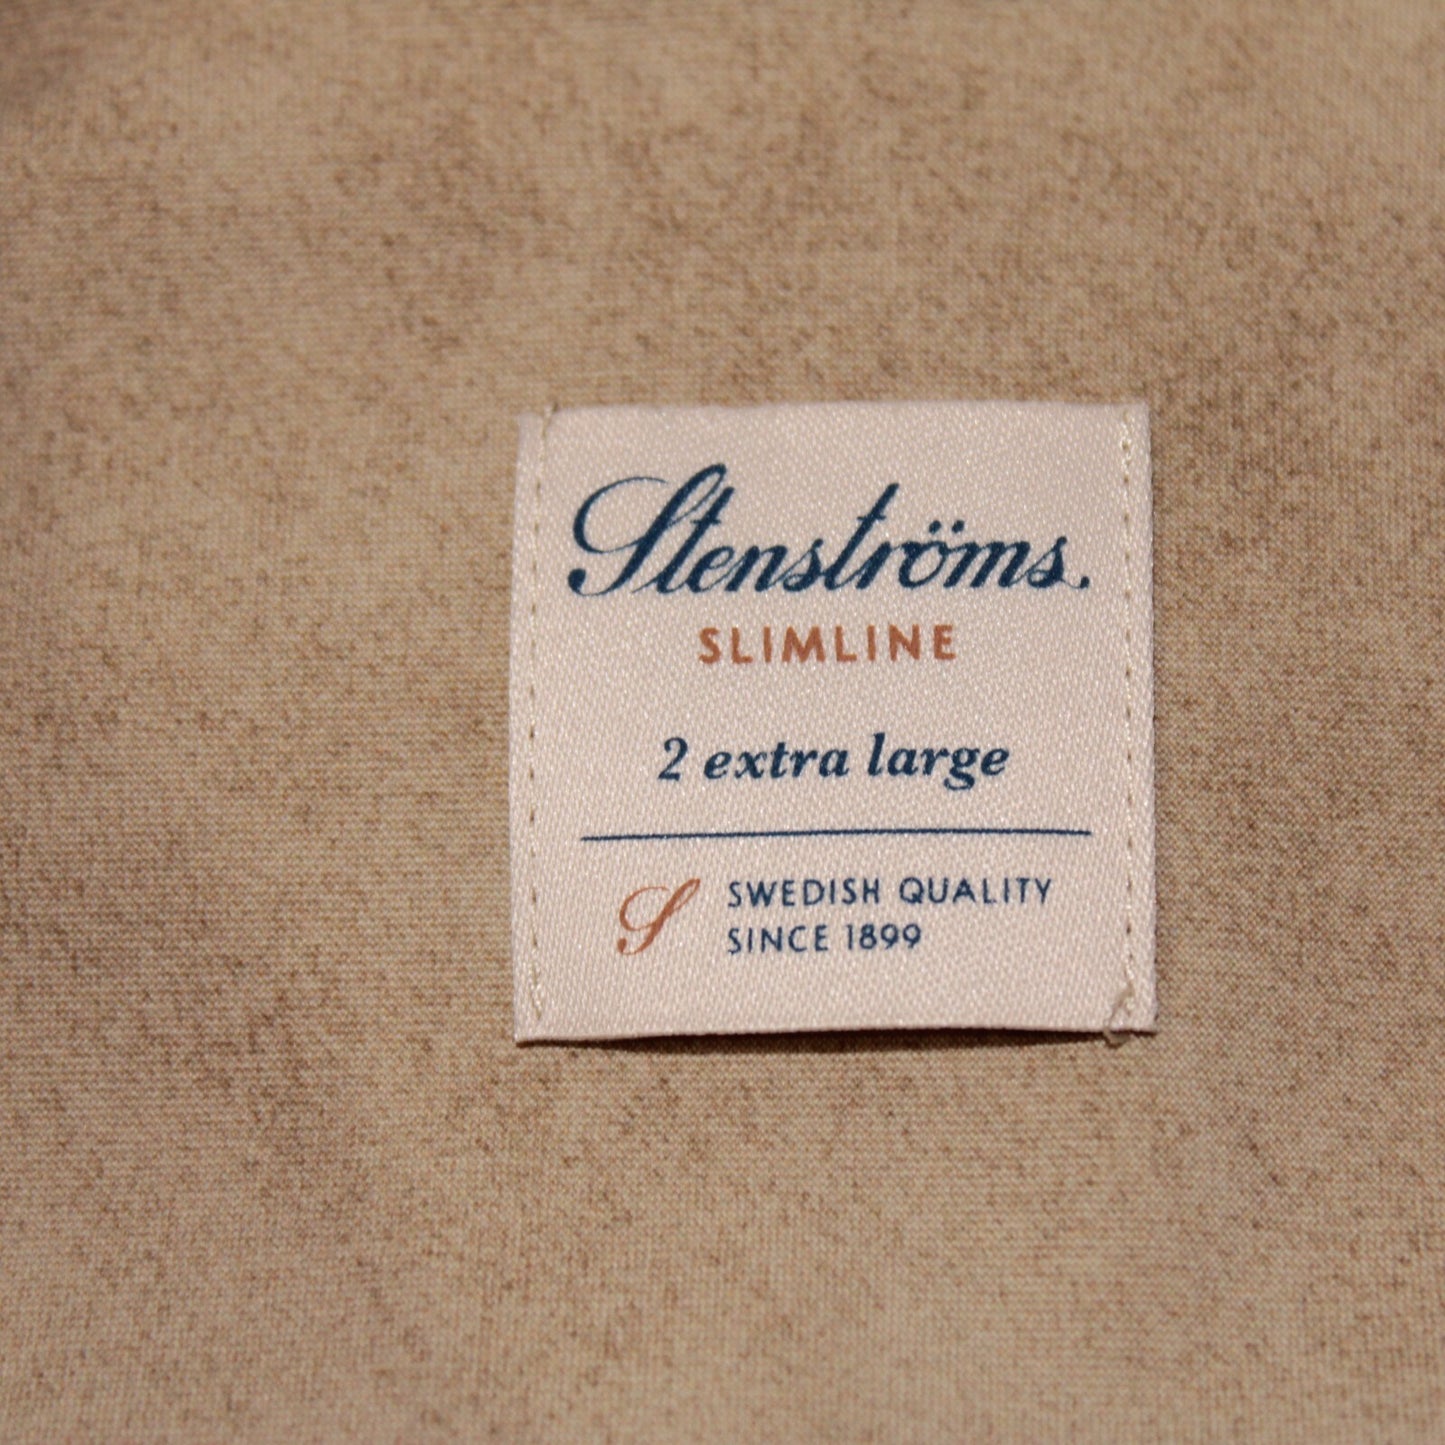 Stenströms.
SLIMLINE
2 extra large
S
SWEDISH QUALITY
SINCE 1899